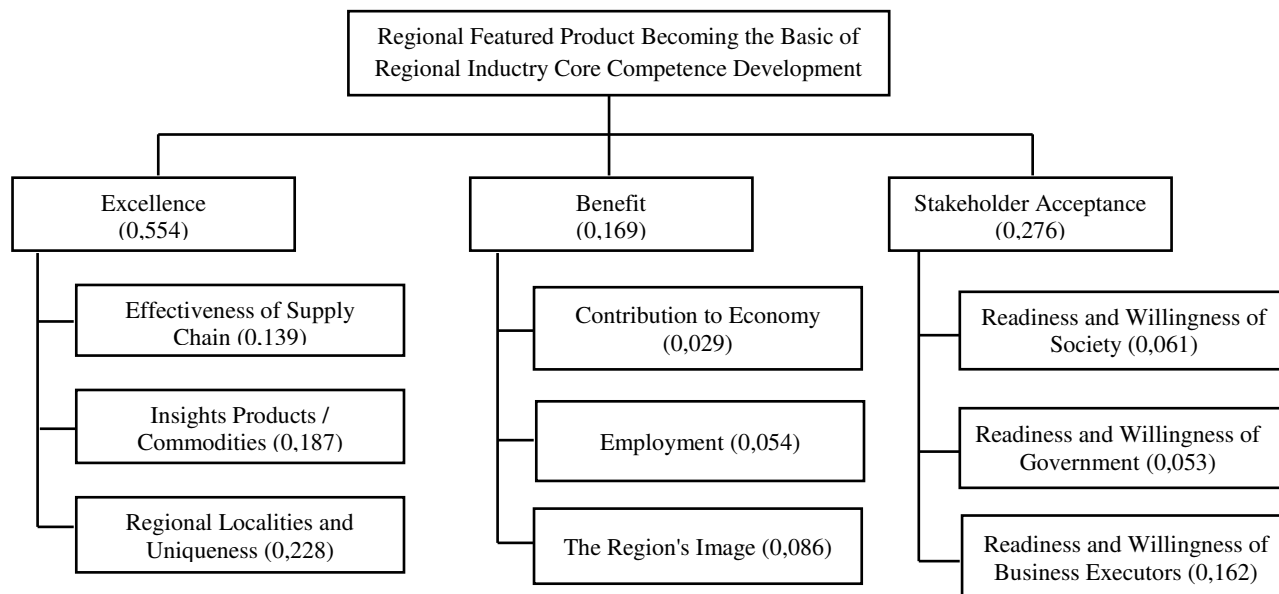 Regional Featured Product Becoming the Basic of
Regional Inductry Core Competence Development
Excellence
(0,554)
Benefit
(0,169)
Stakeholder Acceptance
(0,276)
Effectiveness of Supply
Chain (0,139)
Insights Products /
Commodities (0,187)
Regional Localities and
Uniqueness (0,228)
Contribution to Economy
(0,029)
Employment (0,054)
The Region's Image (0,086)
Readiness and Willingness of
Society (0,061)
Readiness and Willingness of
Government (0,053)
Readiness and Willingness of
Business Executors (0,162)